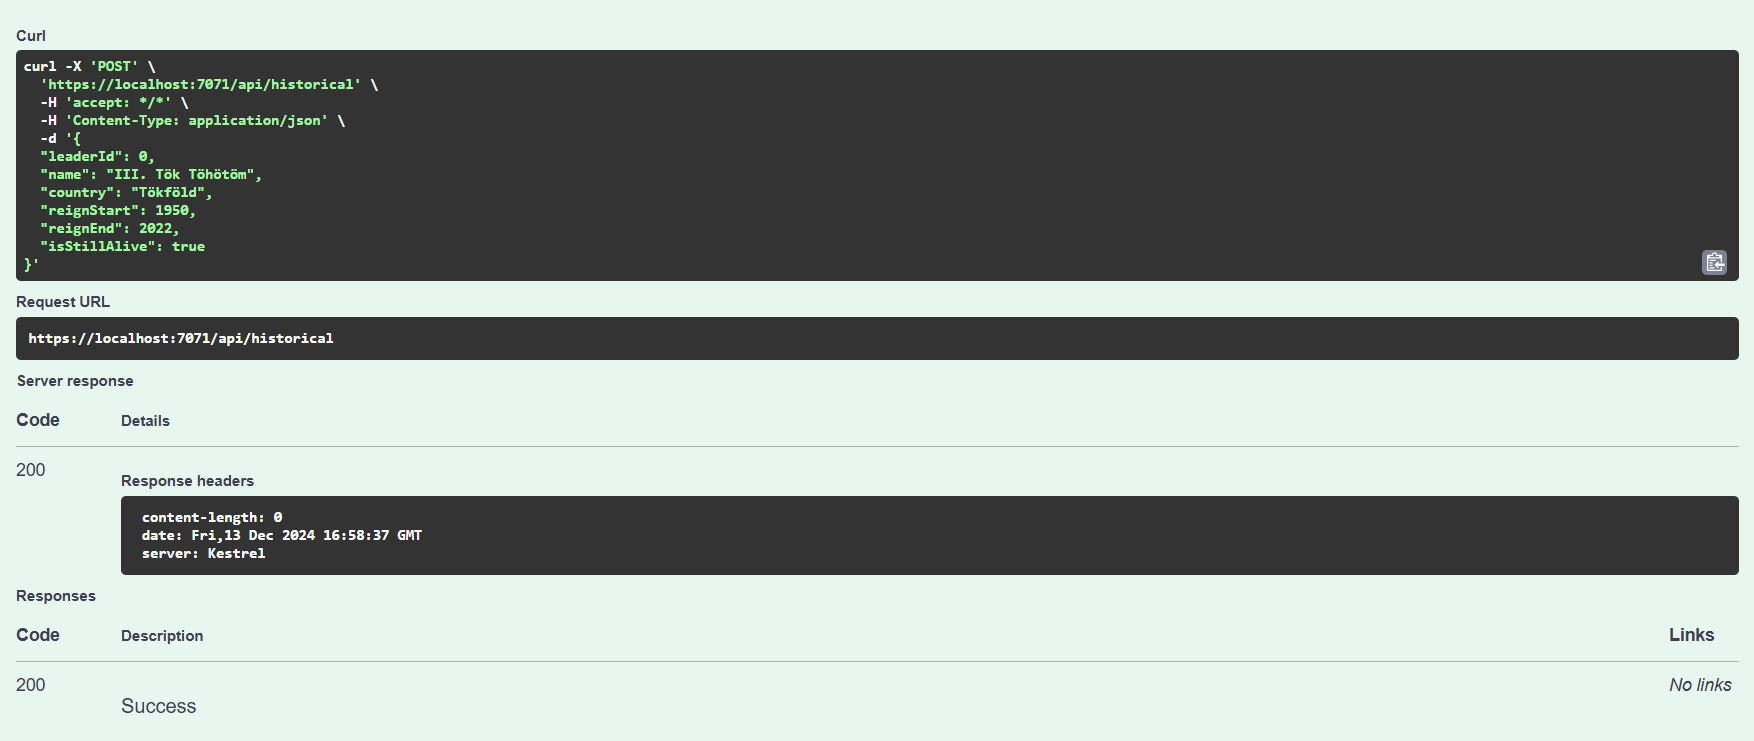 Curl
curl -X 'POST' \
  'https://localhost:7071/api/historical' \
  -H 'accept: */*' \
  -H 'Content-Type: application/json' \
  -d '{
  "leaderId": 0,
  "name": "III. Tök Töhötöm",
  "country": "Tökföld",
  "reignStart": 1950,
  "reignEnd": 2022,
  "isStillAlive": true
}'
Request URL
https://localhost:7071/api/historical
Server response
Code Details
200
Response headers
content-length: 0
date: Fri,13 Dec 2024 16:58:37 GMT
server: Kestrel
Responses
Code Description Links
200 No links
Success